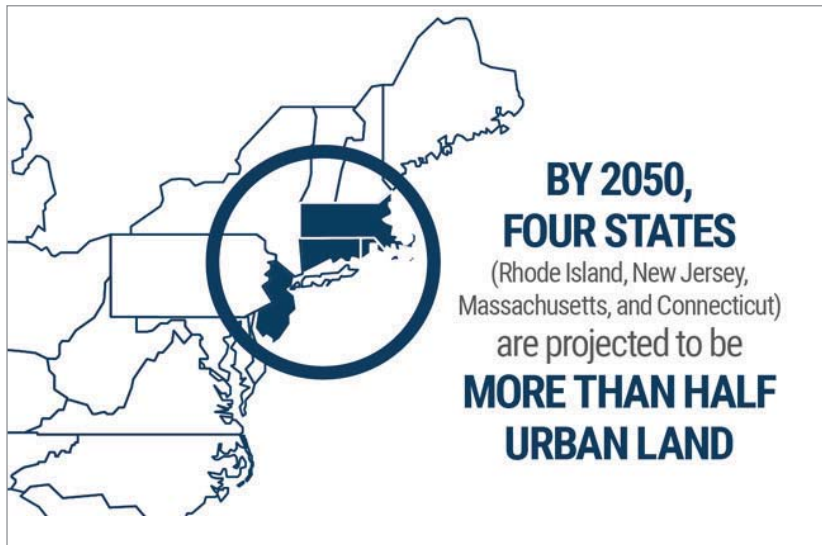 BY 2050,
FOUR STATES
(Rhode Island, New Jersey,
Massachusetts, and Connecticut)
are projected to be
MORE THAN HALF
URBAN LAND